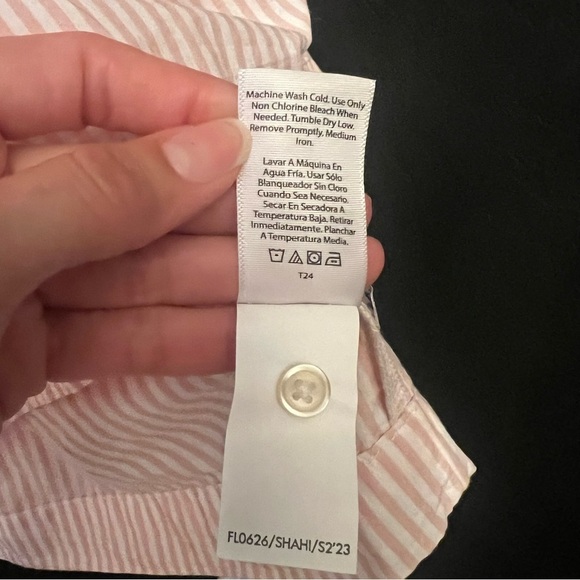 Machine Wash Cold. Use Only
Non Chlorine Bleach When
Needed. Tumble Dry Low,
Remove Promptly. Medium
Iron.
Lavar A Máquina En
Agua Fría. Usar Sólo
Blanqueador Sin Cloro
Cuando Sea Necesario.
Secar En Secadora A
Temperatura Baja. Retirar
Inmediatamente. Planchar
A Temperatura Media.
T24
FL0626/SHAHI/S2'23